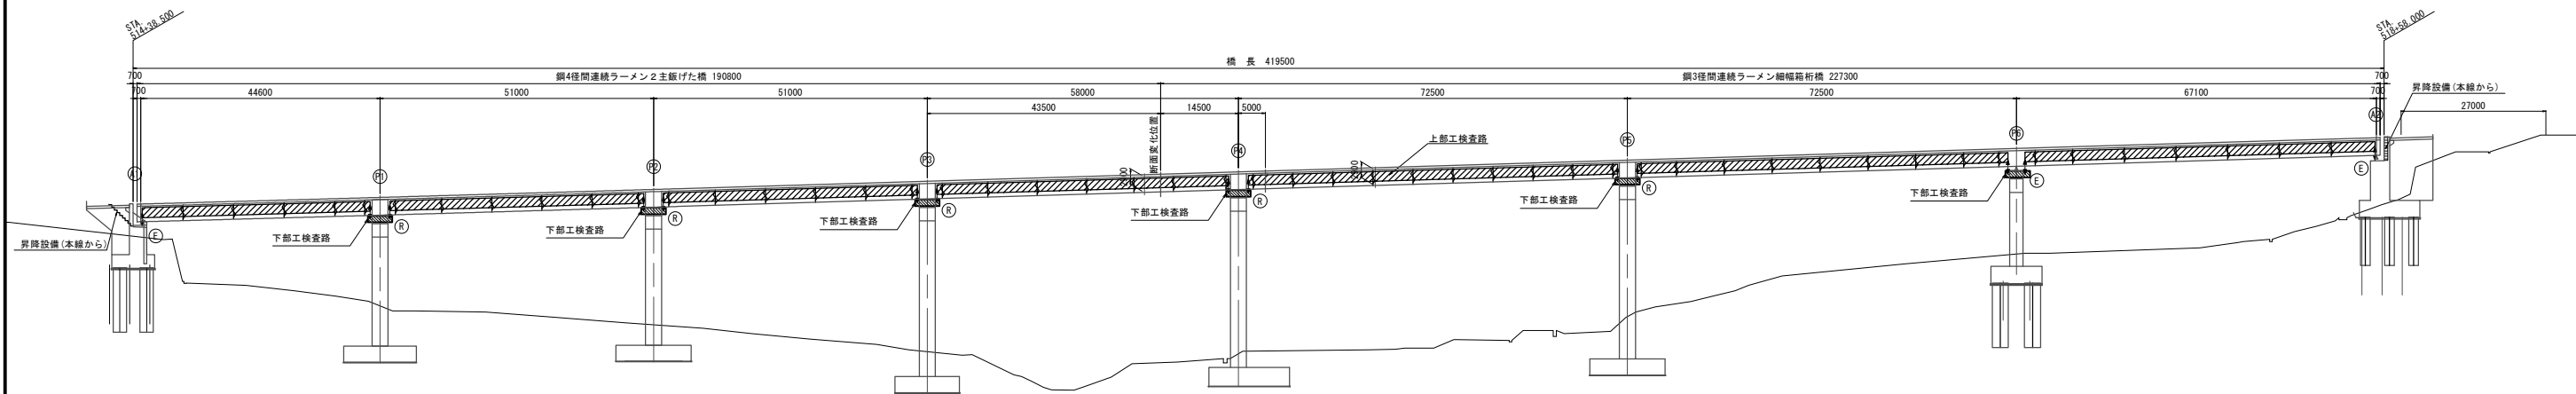 STA.
514+38.500
STA.
518+58.000
橋 長 419500
700
鋼4径間連続ラーメン2主鈑げた橋 190800
鋼3径間連続ラーメン細幅箱桁橋 227300
700
700
44600
51000
51000
58000
72500
72500
67100
700
昇降設備(本線から)
43500
14500
5000
27000
断面変化位置
上部工検査路
A1
P1
P2
P3
P4
P5
P6
A2
下部工検査路
下部工検査路
下部工検査路
下部工検査路
下部工検査路
下部工検査路
昇降設備(本線から)
E
R
R
R
R
R
E
E